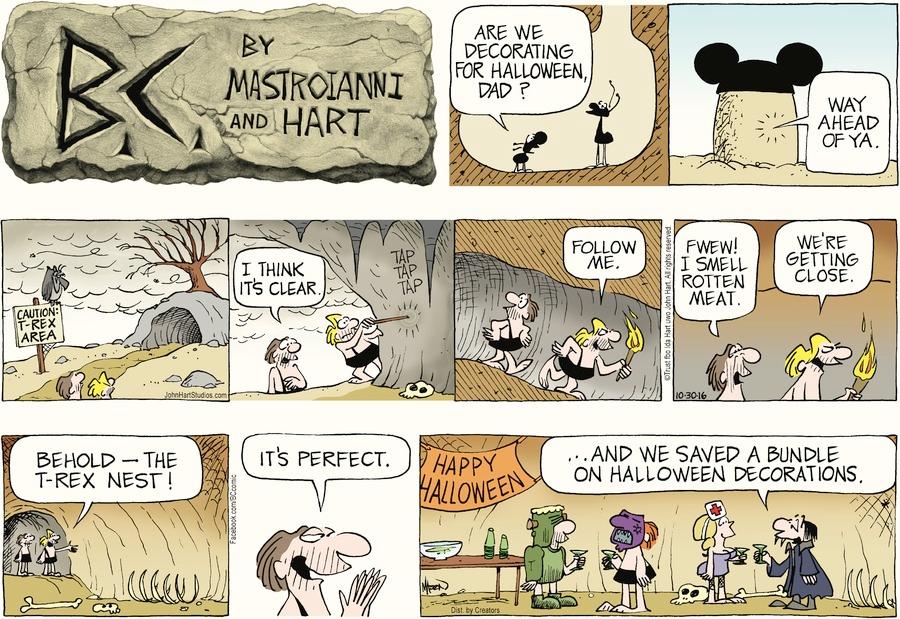 B.C.
BY
MASTROIANNI
AND HART
ARE WE
DECORATING
FOR HALLOWEEN,
DAD ?
WAY
AHEAD
OF YA.
CAUTION:
T-REX
AREA
JohnHartStudios.com
I THINK
IT'S CLEAR.
TAP
TAP
TAP
TAP
FOLLOW
ME.
©Trust fbo Ida Hart uwo John Hart. All rights reserved
FWEW!
I SMELL
ROTTEN
MEAT.
WE'RE
GETTING
CLOSE.
10-30-16
BEHOLD — THE
T-REX NEST!
Facebook.com/BCcomic
IT'S PERFECT.
HAPPY
HALLOWEEN
...AND WE SAVED A BUNDLE
ON HALLOWEEN DECORATIONS.
Dist. by Creators